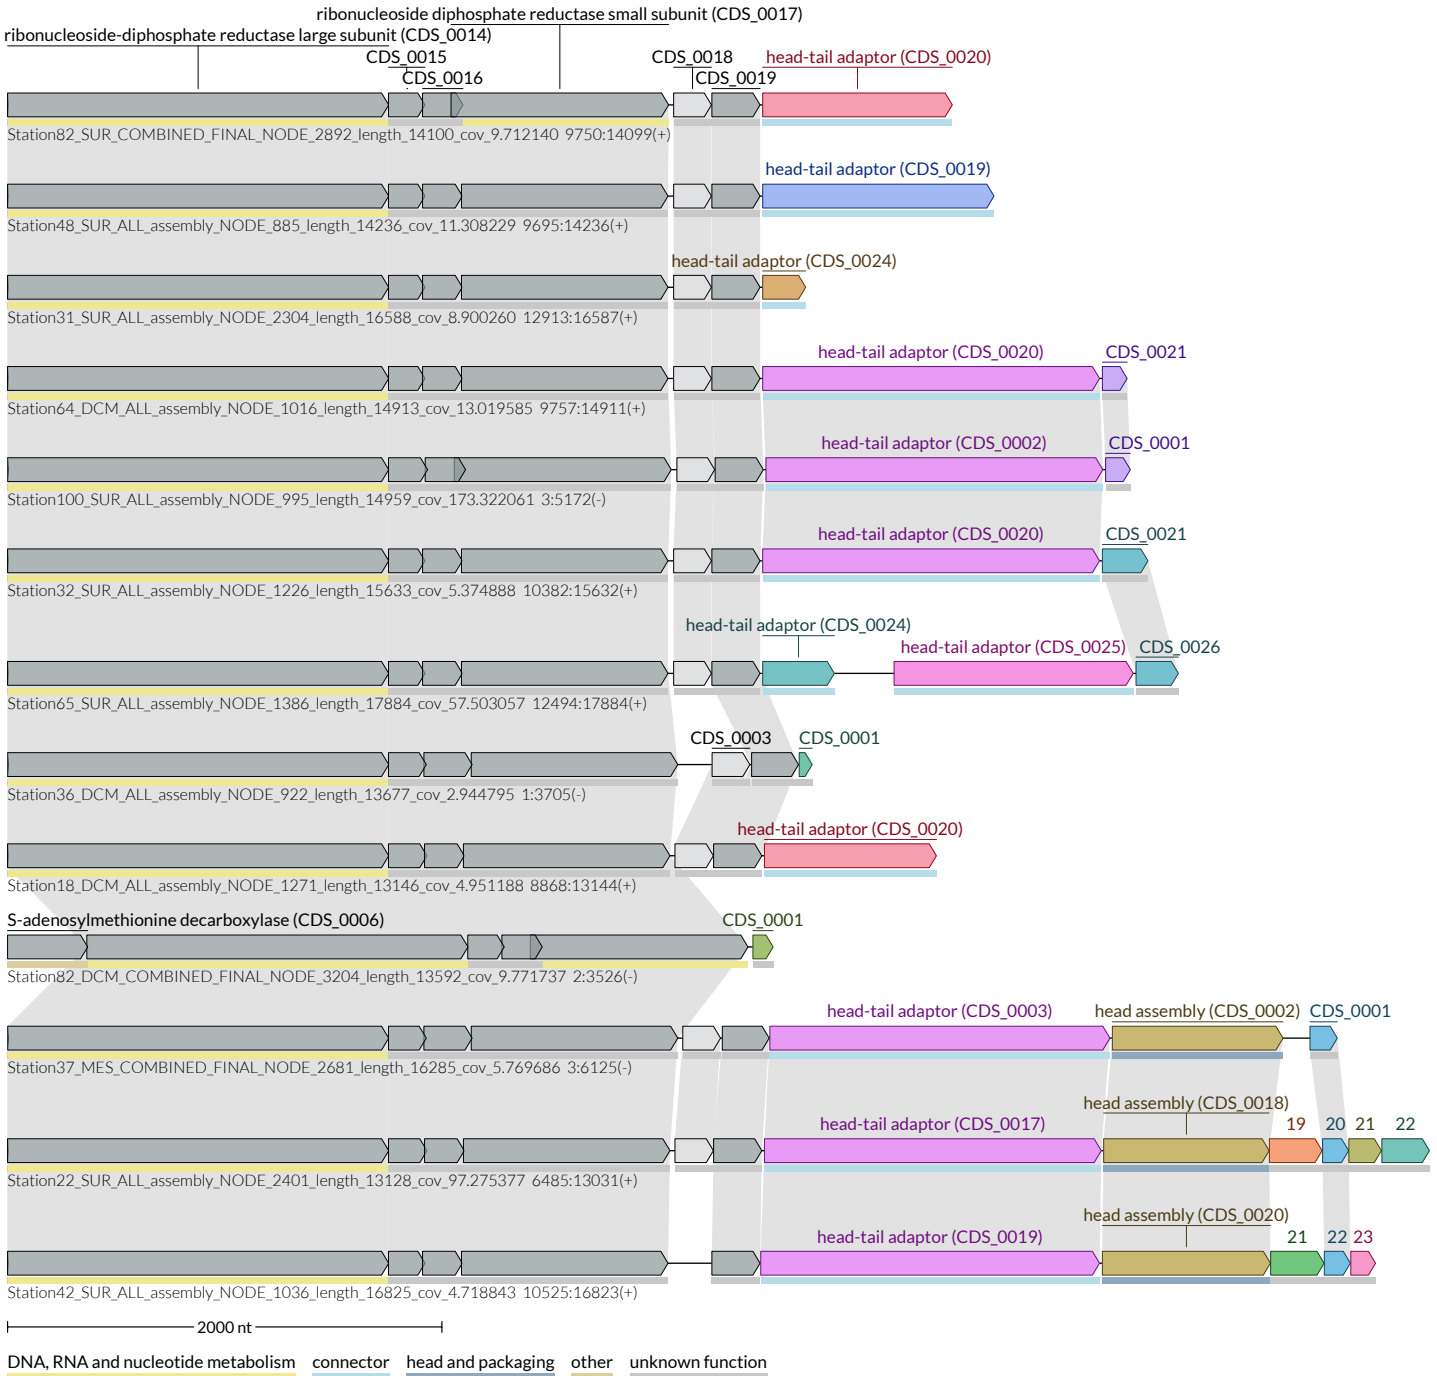 ribonucleoside diphosphate reductase small subunit (CDS_0017)
ribonucleoside-diphosphate reductase large subunit (CDS_0014)
CDS_0015 CDS_0018 head-tail adaptor (CDS_0020)
CDS_0016 CDS_0019
Station82_SUR_COMBINED_FINAL_NODE_2892_length_14100_cov_9.712140 9750:14099(+)
head-tail adaptor (CDS_0019)
Station48_SUR_ALL_assembly_NODE_885_length_14236_cov_11.308229 9695:14236(+)
head-tail adaptor (CDS_0024)
Station31_SUR_ALL_assembly_NODE_2304_length_16588_cov_8.900260 12913:16587(+)
head-tail adaptor (CDS_0020) CDS_0021
Station64_DCM_ALL_assembly_NODE_1016_length_14913_cov_13.019585 9757:14911(+)
head-tail adaptor (CDS_0002) CDS_0001
Station100_SUR_ALL_assembly_NODE_995_length_14959_cov_173.322061 3:5172(-)
head-tail adaptor (CDS_0020) CDS_0021
Station32_SUR_ALL_assembly_NODE_1226_length_15633_cov_5.374888 10382:15632(+)
head-tail adaptor (CDS_0024)
head-tail adaptor (CDS_0025) CDS_0026
Station65_SUR_ALL_assembly_NODE_1386_length_17884_cov_57.503057 12494:17884(+)
CDS_0003 CDS_0001
Station36_DCM_ALL_assembly_NODE_922_length_13677_cov_2.944795 1:3705(-)
head-tail adaptor (CDS_0020)
Station18_DCM_ALL_assembly_NODE_1271_length_13146_cov_4.951188 8868:13144(+)
S-adenosylmethionine decarboxylase (CDS_0006) CDS_0001
Station82_DCM_COMBINED_FINAL_NODE_3204_length_13592_cov_9.771737 2:3526(-)
head-tail adaptor (CDS_0003) head assembly (CDS_0002) CDS_0001
Station37_MES_COMBINED_FINAL_NODE_2681_length_16285_cov_5.769686 3:6125(-)
head assembly (CDS_0018)
head-tail adaptor (CDS_0017) 19 20 21 22
Station22_SUR_ALL_assembly_NODE_2401_length_13128_cov_97.275377 6485:13031(+)
head assembly (CDS_0020)
head-tail adaptor (CDS_0019) 21 22 23
Station42_SUR_ALL_assembly_NODE_1036_length_16825_cov_4.718843 10525:16823(+)
2000 nt
DNA, RNA and nucleotide metabolism connector head and packaging other unknown function